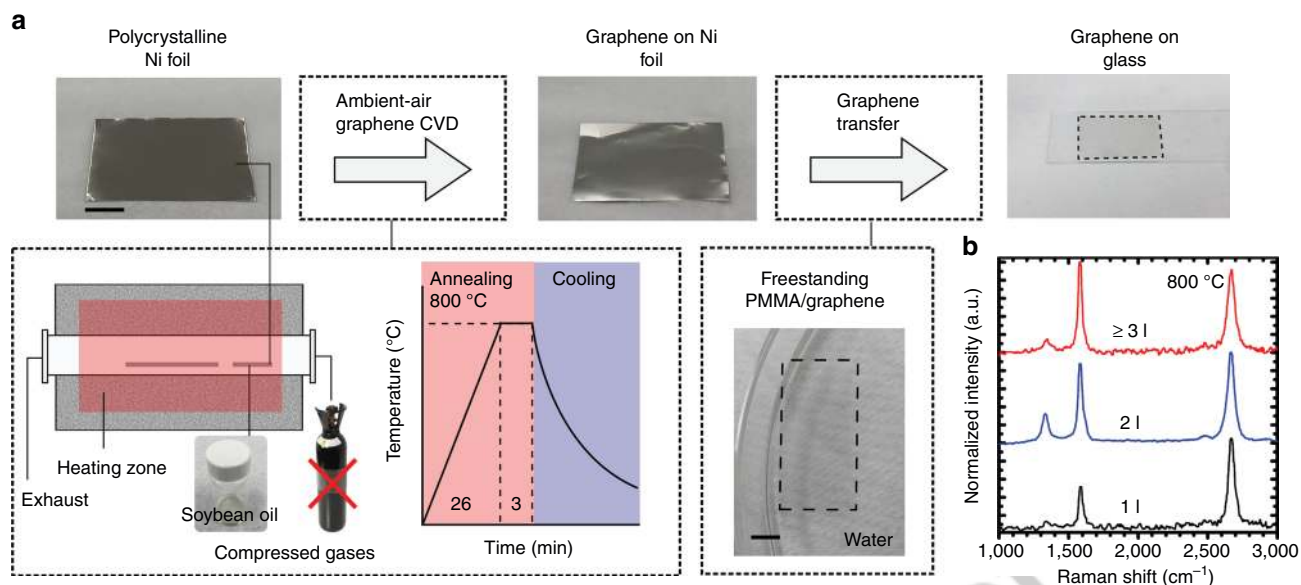 a
Polycrystalline
Ni foil
Graphene on Ni
foil
Graphene on
glass
Ambient-air
graphene CVD
Graphene
transfer
Heating zone
Exhaust
Soybean oil
Compressed gases
Annealing
800 °C
Cooling
Temperature (°C)
26
3
Time (min)
Freestanding
PMMA/graphene
Water
b
800 °C
≥ 3 l
2 l
1 l
Normalized intensity (a.u.)
1,000 1,500 2,000 2,500 3,000
Raman shift (cm⁻¹)